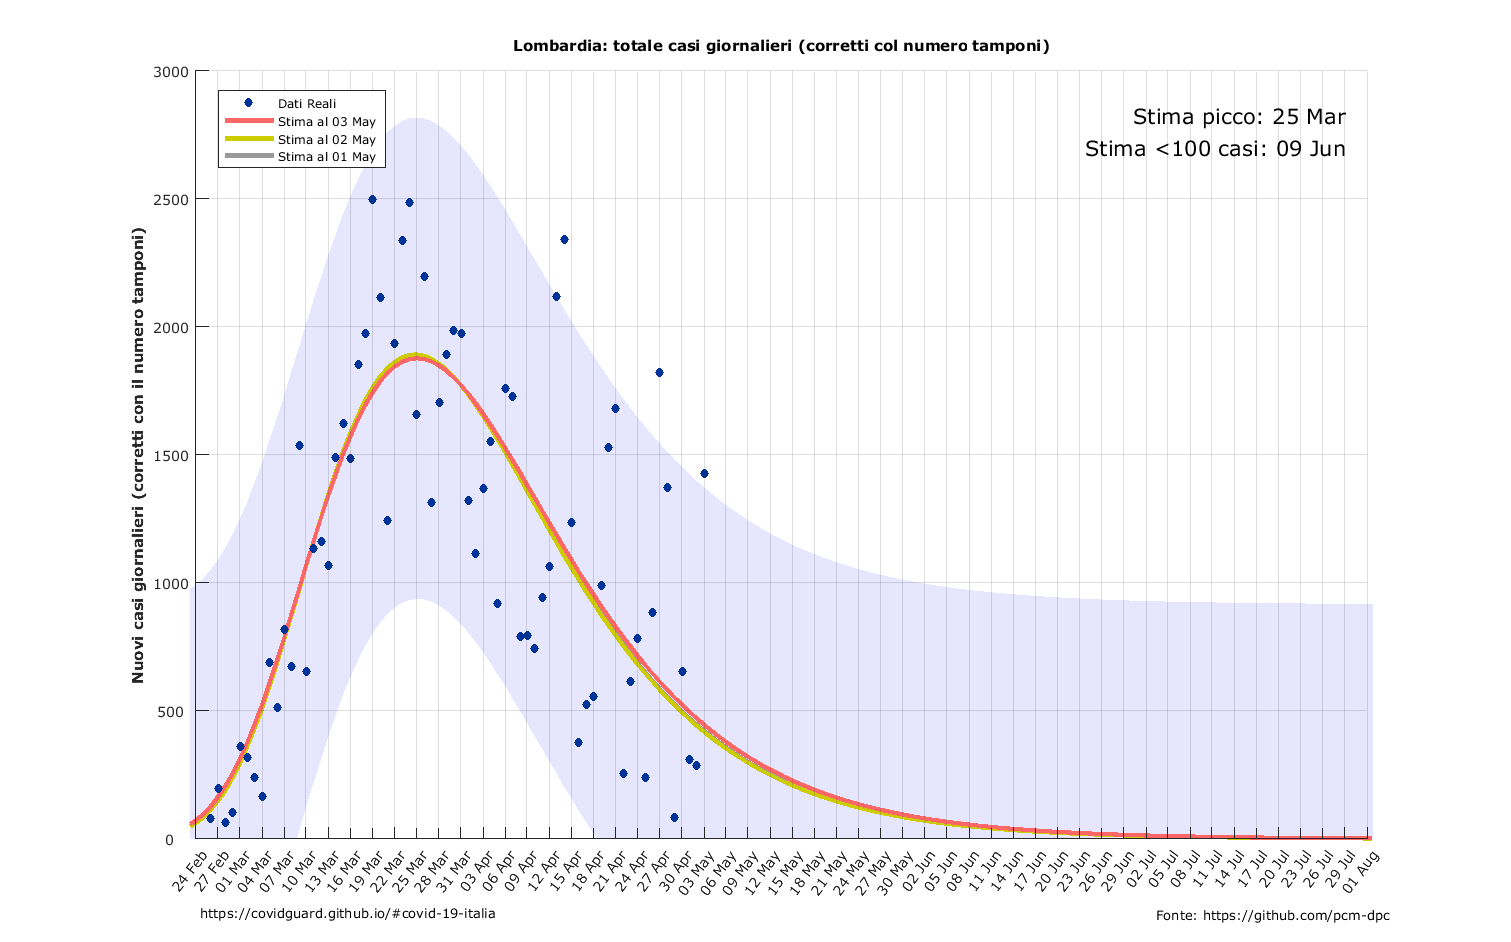 Lombardia: totale casi giornalieri (corretti col numero tamponi)
3000
2500
2000
1500
1000
500
0
Nuovi casi giornalieri (corretti con il numero tamponi)
Dati Reali
Stima al 03 May
Stima al 02 May
Stima al 01 May
Stima picco: 25 Mar
Stima <100 casi: 09 Jun
24 Feb
27 Feb
01 Mar
04 Mar
07 Mar
10 Mar
13 Mar
16 Mar
19 Mar
22 Mar
25 Mar
28 Mar
31 Mar
03 Apr
06 Apr
09 Apr
12 Apr
15 Apr
18 Apr
21 Apr
24 Apr
27 Apr
30 Apr
03 May
06 May
09 May
12 May
15 May
18 May
21 May
24 May
27 May
30 May
02 Jun
05 Jun
08 Jun
11 Jun
14 Jun
17 Jun
20 Jun
23 Jun
26 Jun
29 Jun
02 Jul
05 Jul
08 Jul
11 Jul
14 Jul
17 Jul
20 Jul
23 Jul
26 Jul
29 Jul
01 Aug
https://covidguard.github.io/#covid-19-italia
Fonte: https://github.com/pcm-dpc